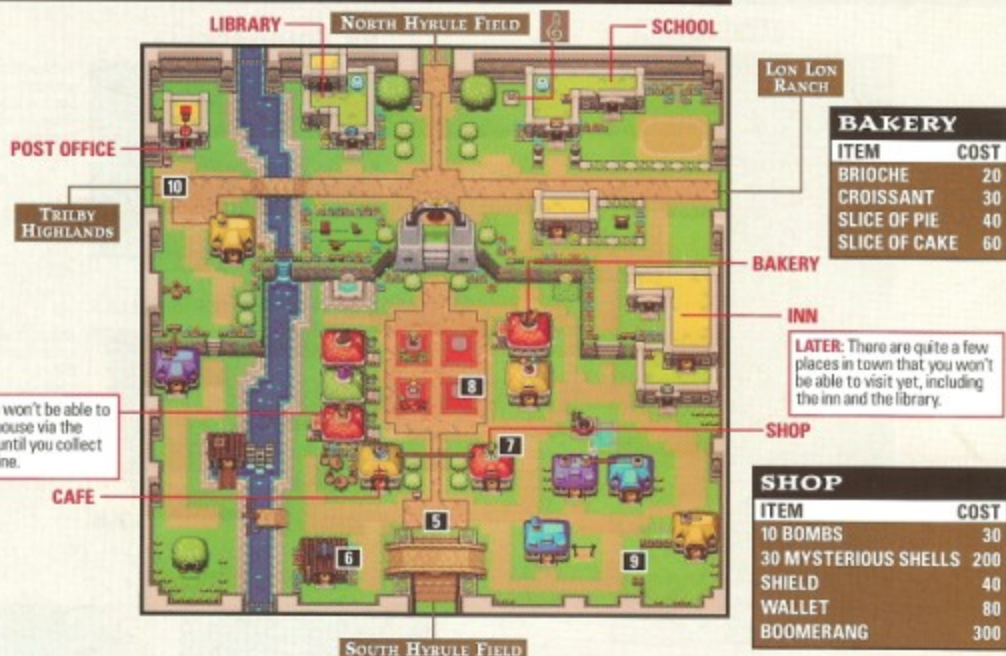 LIBRARY
NORTH HYRULE FIELD
SCHOOL
LON LON
RANCH
POST OFFICE
10
TRILBY
HIGHLANDS
BAKERY
ITEM COST
BRIOCHE 20
CROISSANT 30
SLICE OF PIE 40
SLICE OF CAKE 60
BAKERY
INN
LATER: There are quite a few
places in town that you won't
be able to visit yet, including
the inn and the library.
8
won't be able to
house via the
until you collect
SHOP
7
CAFE
5
6
9
SHOP
ITEM COST
10 BOMBS 30
30 MYSTERIOUS SHELLS 200
SHIELD 40
WALLET 80
BOOMERANG 300
SOUTH HYRULE FIELD